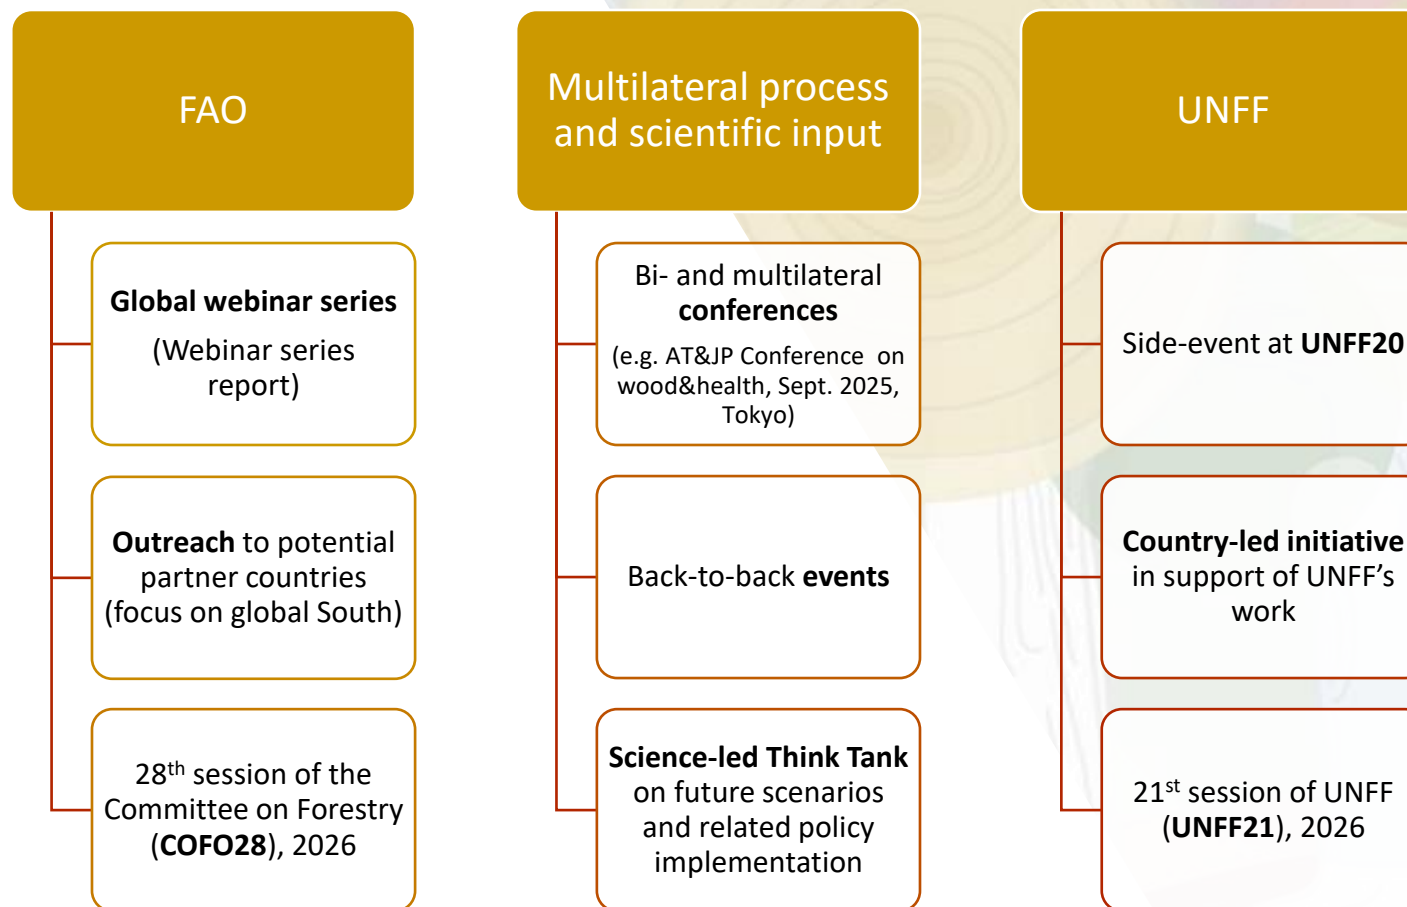 FAO
Global webinar series
(Webinar series
report)
Outreach to potential
partner countries
(focus on global South)
28th session of the
Committee on Forestry
(COFO28), 2026
Multilateral process
and scientific input
Bi- and multilateral
conferences
(e.g. AT&JP Conference on
wood&health, Sept. 2025,
Tokyo)
Back-to-back events
Science-led Think Tank
on future scenarios
and related policy
implementation
UNFF
Side-event at UNFF20
Country-led initiative
in support of UNFF’s
work
21st session of UNFF
(UNFF21), 2026